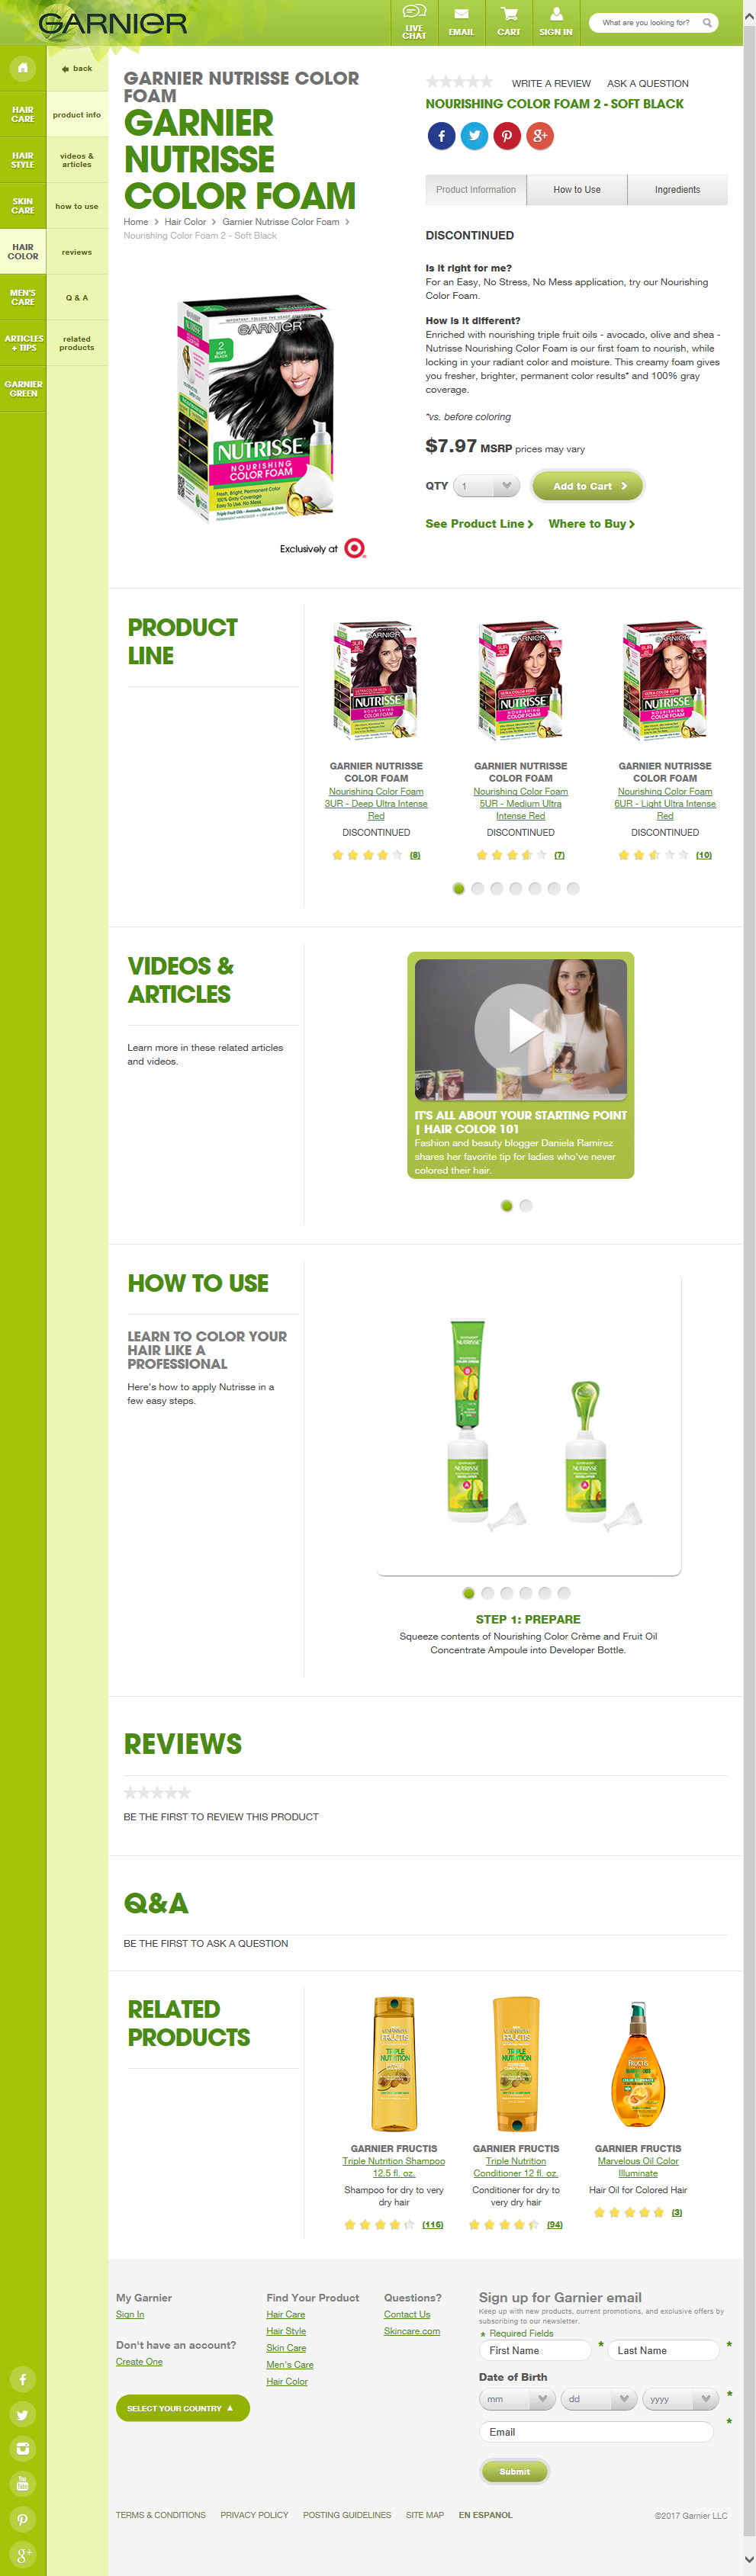 GARNIER
LIVE CHAT
EMAIL
CART
SIGN IN
What are you looking for?
back
product info
videos & articles
how to use
reviews
Q & A
related products
HAIR CARE
HAIR STYLE
SKIN CARE
HAIR COLOR
MEN'S CARE
ARTICLES + TIPS
GARNIER GREEN
GARNIER NUTRISSE COLOR
FOAM
GARNIER
NUTRISSE
COLOR FOAM
Home > Hair Color > Garnier Nutrisse Color Foam >
Nourishing Color Foam 2 - Soft Black
GARNIER
2
SOFT BLACK
NUTRISSE
NOURISHING
COLOR FOAM
Fresh, Bright, Permanent Color
100% Gray Coverage
Easy To Use. No Mess.
Triple Fruit Oils - Avocado, Olive & Shea
Exclusively at
WRITE A REVIEW ASK A QUESTION
NOURISHING COLOR FOAM 2 - SOFT BLACK
Product Information
How to Use
Ingredients
DISCONTINUED
Is it right for me?
For an Easy, No Stress, No Mess application, try our Nourishing
Color Foam.
How is it different?
Enriched with nourishing triple fruit oils - avocado, olive and shea -
Nutrisse Nourishing Color Foam is our first foam to nourish, while
locking in your radiant color and moisture. This creamy foam gives
you fresher, brighter, permanent color results* and 100% gray
coverage.
*vs. before coloring
$7.97 MSRP prices may vary
QTY 1 Add to Cart >
See Product Line > Where to Buy >
PRODUCT
LINE
GARNIER NUTRISSE
COLOR FOAM
Nourishing Color Foam
3UR - Deep Ultra Intense
Red
DISCONTINUED
(8)
GARNIER NUTRISSE
COLOR FOAM
Nourishing Color Foam
5UR - Medium Ultra
Intense Red
DISCONTINUED
(7)
GARNIER NUTRISSE
COLOR FOAM
Nourishing Color Foam
6UR - Light Ultra Intense
Red
DISCONTINUED
(10)
VIDEOS &
ARTICLES
Learn more in these related articles
and videos.
IT'S ALL ABOUT YOUR STARTING POINT
| HAIR COLOR 101
Fashion and beauty blogger Daniela Ramirez
shares her favorite tip for ladies who've never
colored their hair.
HOW TO USE
LEARN TO COLOR YOUR
HAIR LIKE A
PROFESSIONAL
Here's how to apply Nutrisse in a
few easy steps.
STEP 1: PREPARE
Squeeze contents of Nourishing Color Crème and Fruit Oil
Concentrate Ampoule into Developer Bottle.
REVIEWS
BE THE FIRST TO REVIEW THIS PRODUCT
Q&A
BE THE FIRST TO ASK A QUESTION
RELATED
PRODUCTS
GARNIER FRUCTIS
Triple Nutrition Shampoo
12.5 fl. oz.
Shampoo for dry to very
dry hair
(116)
GARNIER FRUCTIS
Triple Nutrition
Conditioner 12 fl. oz.
Conditioner for dry to
very dry hair
(94)
GARNIER FRUCTIS
Marvelous Oil Color
Illuminate
Hair Oil for Colored Hair
(3)
My Garnier
Sign In
Don't have an account?
Create One
SELECT YOUR COUNTRY
Find Your Product
Hair Care
Hair Style
Skin Care
Men's Care
Hair Color
Questions?
Contact Us
Skincare.com
Sign up for Garnier email
Keep up with new products, current promotions, and exclusive offers by
subscribing to our newsletter.
* Required Fields
First Name * Last Name *
Date of Birth
mm dd yyyy *
Email *
Submit
TERMS & CONDITIONS PRIVACY POLICY POSTING GUIDELINES SITE MAP EN ESPANOL ©2017 Garnier LLC